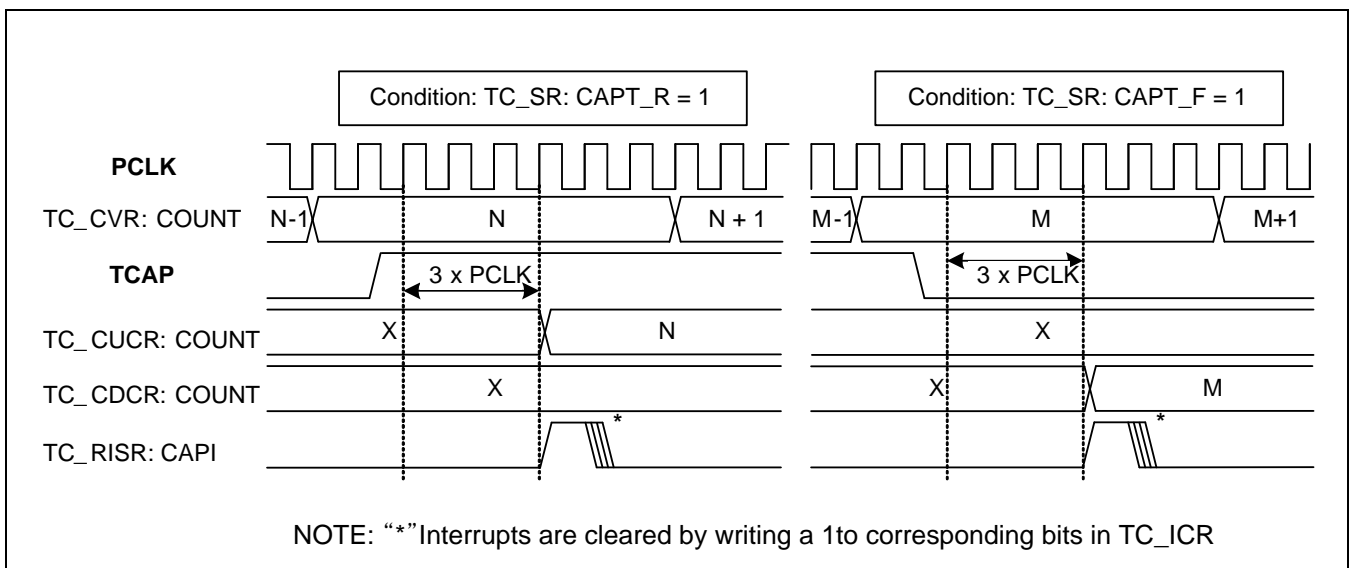 Condition: TC_SR: CAPT_R = 1 Condition: TC_SR: CAPT_F = 1
PCLK
TC_CVR: COUNT N-1 N N + 1 M-1 M M+1
TCAP 3 x PCLK 3 x PCLK
TC_CUCR: COUNT X N X
TC_CDCR: COUNT X X M
TC_RISR: CAPI * *
NOTE: “*”Interrupts are cleared by writing a 1to corresponding bits in TC_ICR